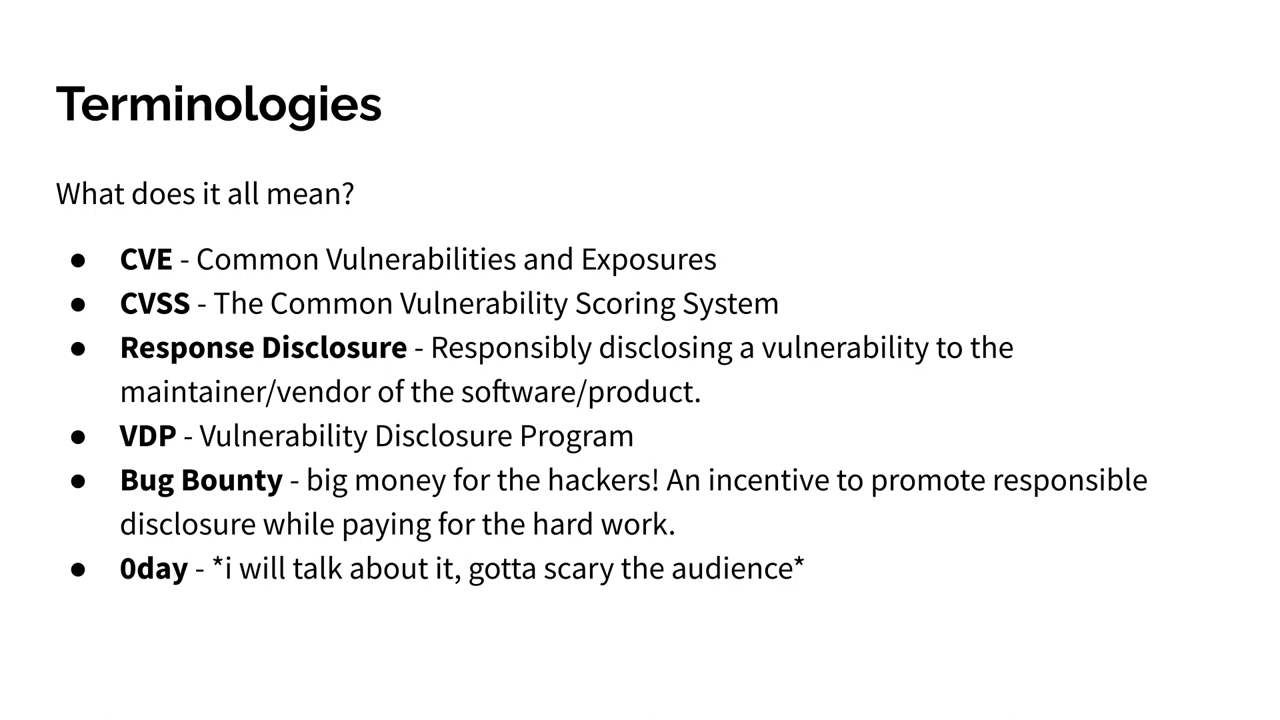 Terminologies
What does it all mean?
● CVE - Common Vulnerabilities and Exposures
● CVSS - The Common Vulnerability Scoring System
● Response Disclosure - Responsibly disclosing a vulnerability to the
maintainer/vendor of the software/product.
● VDP - Vulnerability Disclosure Program
● Bug Bounty - big money for the hackers! An incentive to promote responsible
disclosure while paying for the hard work.
● 0day - *i will talk about it, gotta scary the audience*